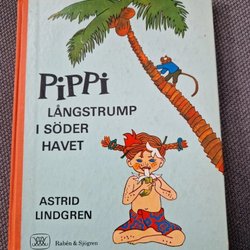 PiPPi
LÅNGSTRUMP
I SÖDER
HAVET
ASTRID
LINDGREN
Rabén & Sjögren